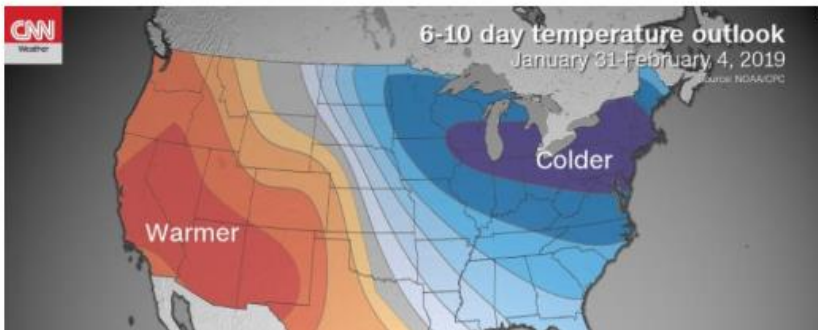 CNN
Weather
6-10 day temperature outlook
January 31-February 4, 2019
Source: NOAA/CPC
Colder
Warmer